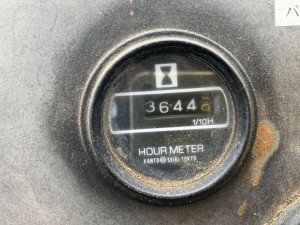 3644
1/10H
HOUR METER
KANTO SEIKI-TOKYO